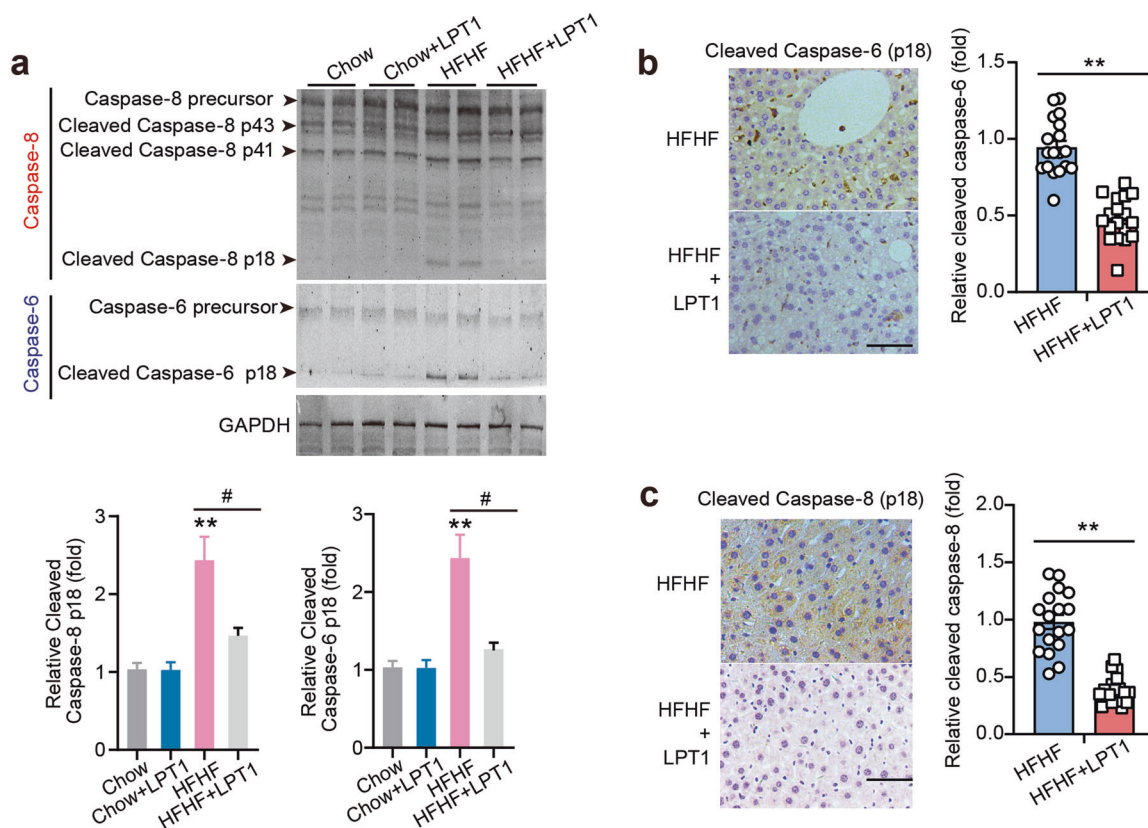 a
Chow
Chow+LPT1
HFHF
HFHF+LPT1
Caspase-8
Caspase-8 precursor
Cleaved Caspase-8 p43
Cleaved Caspase-8 p41
Cleaved Caspase-8 p18
Caspase-6
Caspase-6 precursor
Cleaved Caspase-6 p18
GAPDH
Relative Cleaved
Caspase-8 p18 (fold)
3
2
1
0
**
#
Chow
Chow+LPT1
HFHF
HFHF+LPT1
Relative Cleaved
Caspase-6 p18 (fold)
3
2
1
0
**
#
Chow
Chow+LPT1
HFHF
HFHF+LPT1
b
Cleaved Caspase-6 (p18)
HFHF
HFHF
+
LPT1
Relative cleaved caspase-6 (fold)
1.5
1.0
0.5
0.0
**
HFHF
HFHF+LPT1
c
Cleaved Caspase-8 (p18)
HFHF
HFHF
+
LPT1
Relative cleaved caspase-8 (fold)
2.0
1.5
1.0
0.5
0.0
**
HFHF
HFHF+LPT1